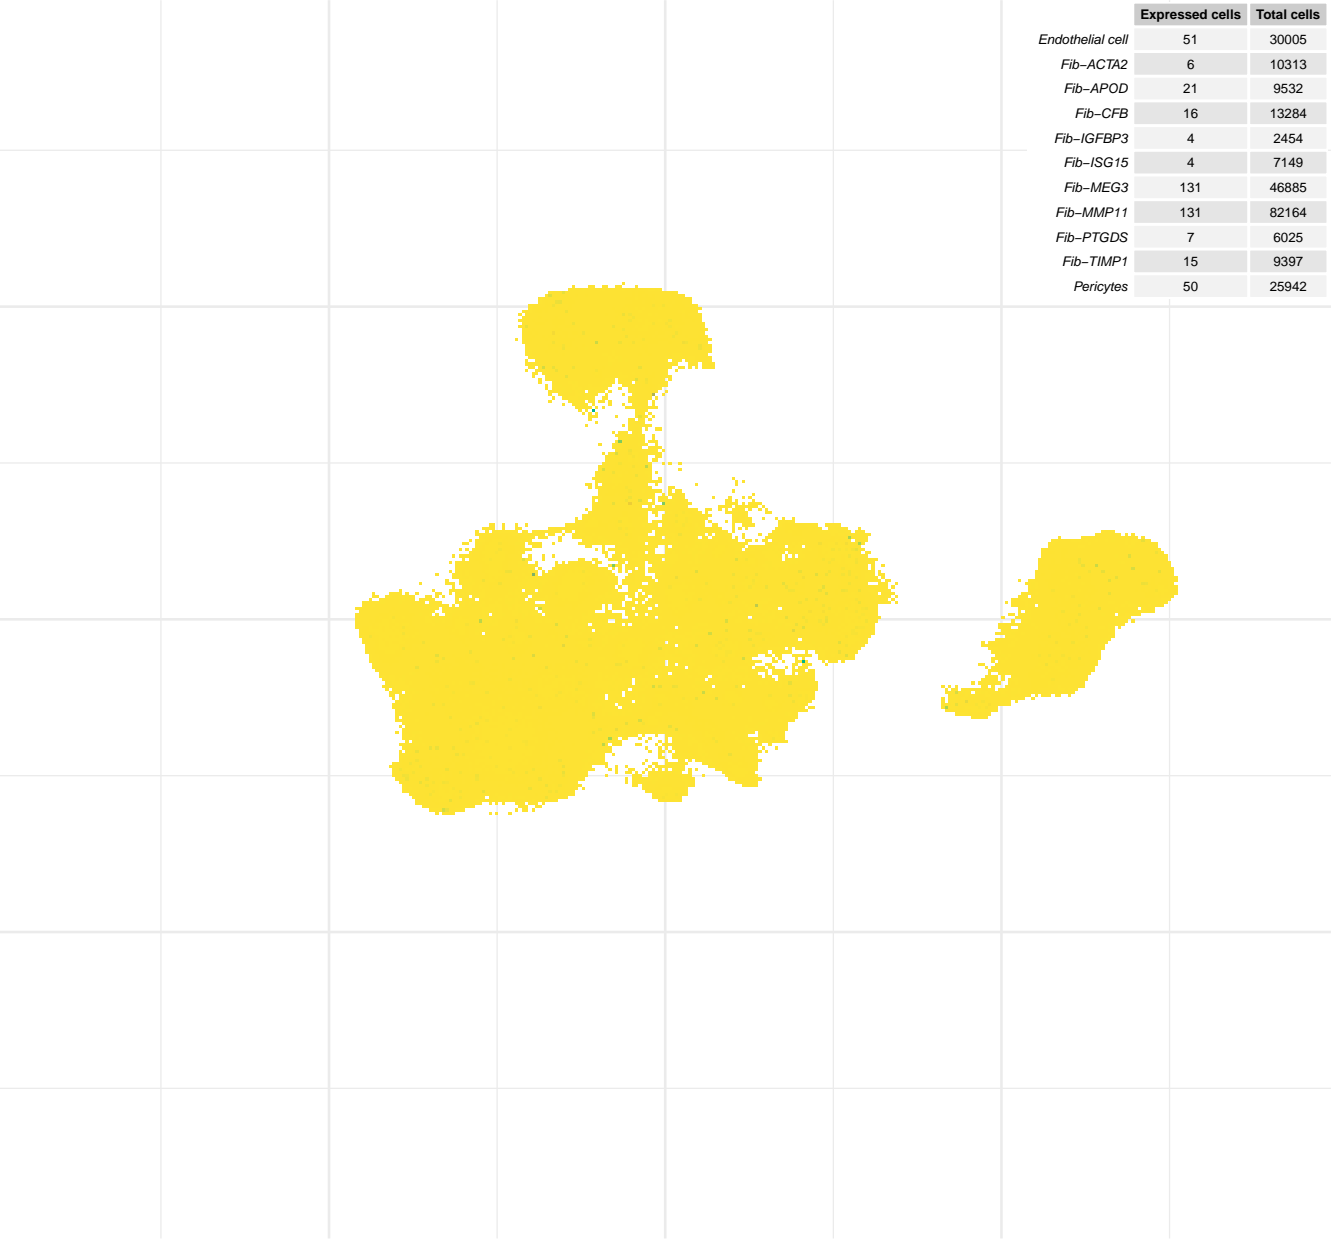 Expressed cells Total cells
Endothelial cell 51 30005
Fib−ACTA2 6 10313
Fib−APOD 21 9532
Fib−CFB 16 13284
Fib−IGFBP3 4 2454
Fib−ISG15 4 7149
Fib−MEG3 131 46885
Fib−MMP11 131 82164
Fib−PTGDS 7 6025
Fib−TIMP1 15 9397
Pericytes 50 25942